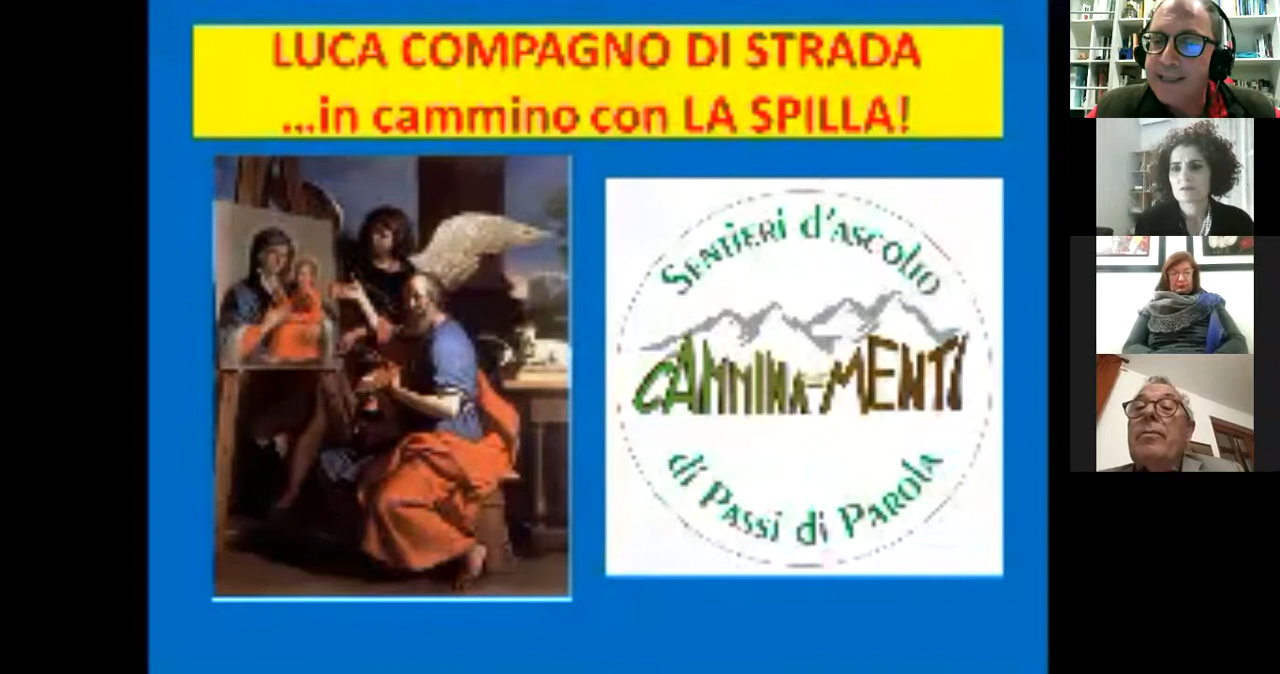 LUCA COMPAGNO DI STRADA
...in cammino con LA SPILLA!
SENTIERI d'ASCOLTO
CAMMINA-MENTI
di PASSI di PAROLA